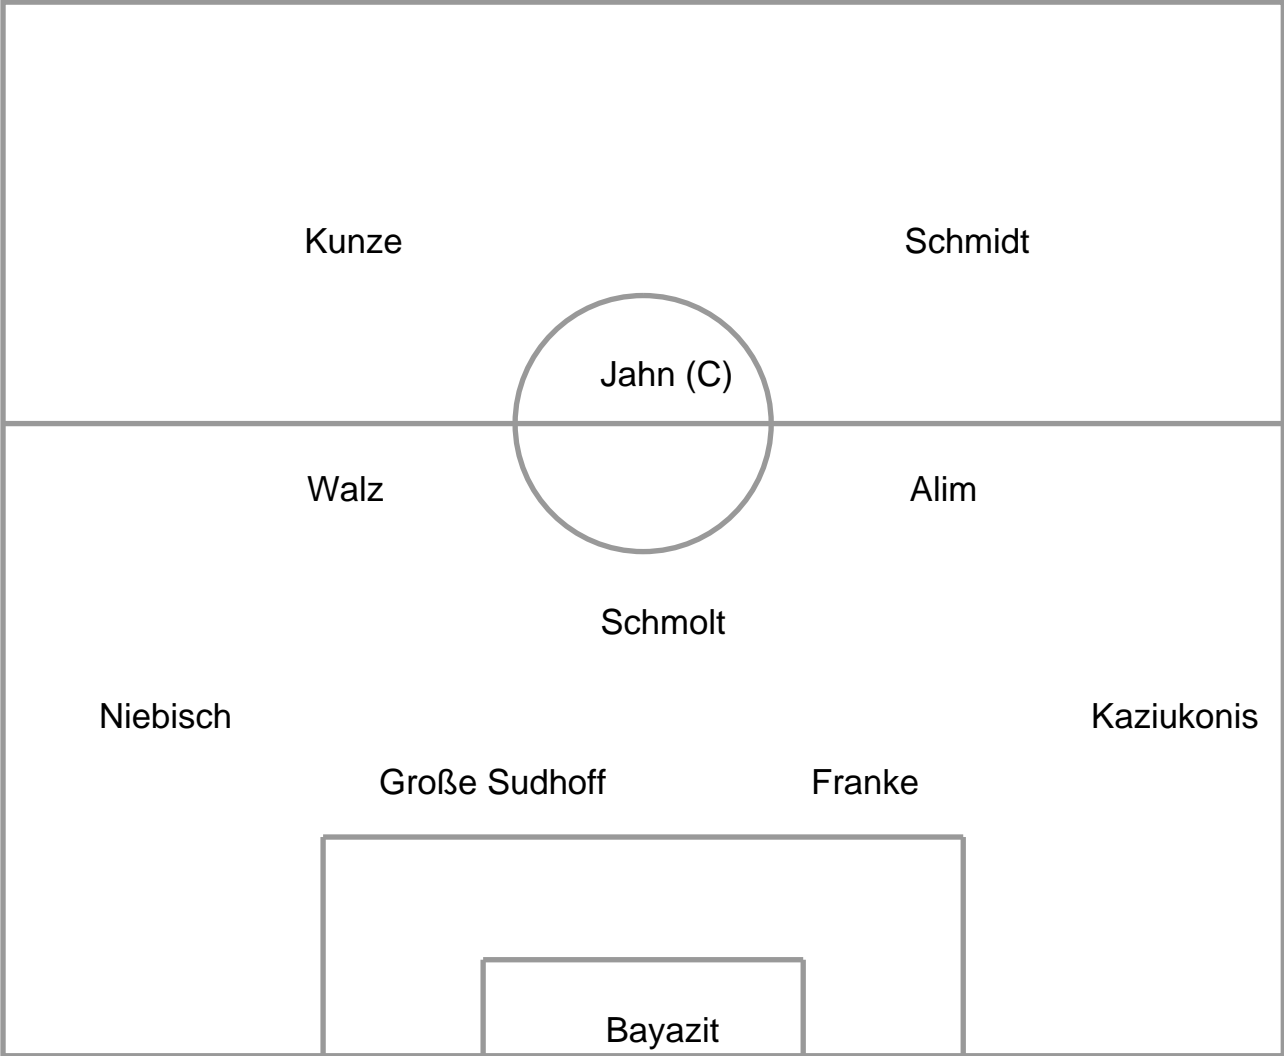 Kunze
Schmidt
Jahn (C)
Walz
Alim
Schmolt
Niebisch
Kaziukonis
Große Sudhoff
Franke
Bayazit